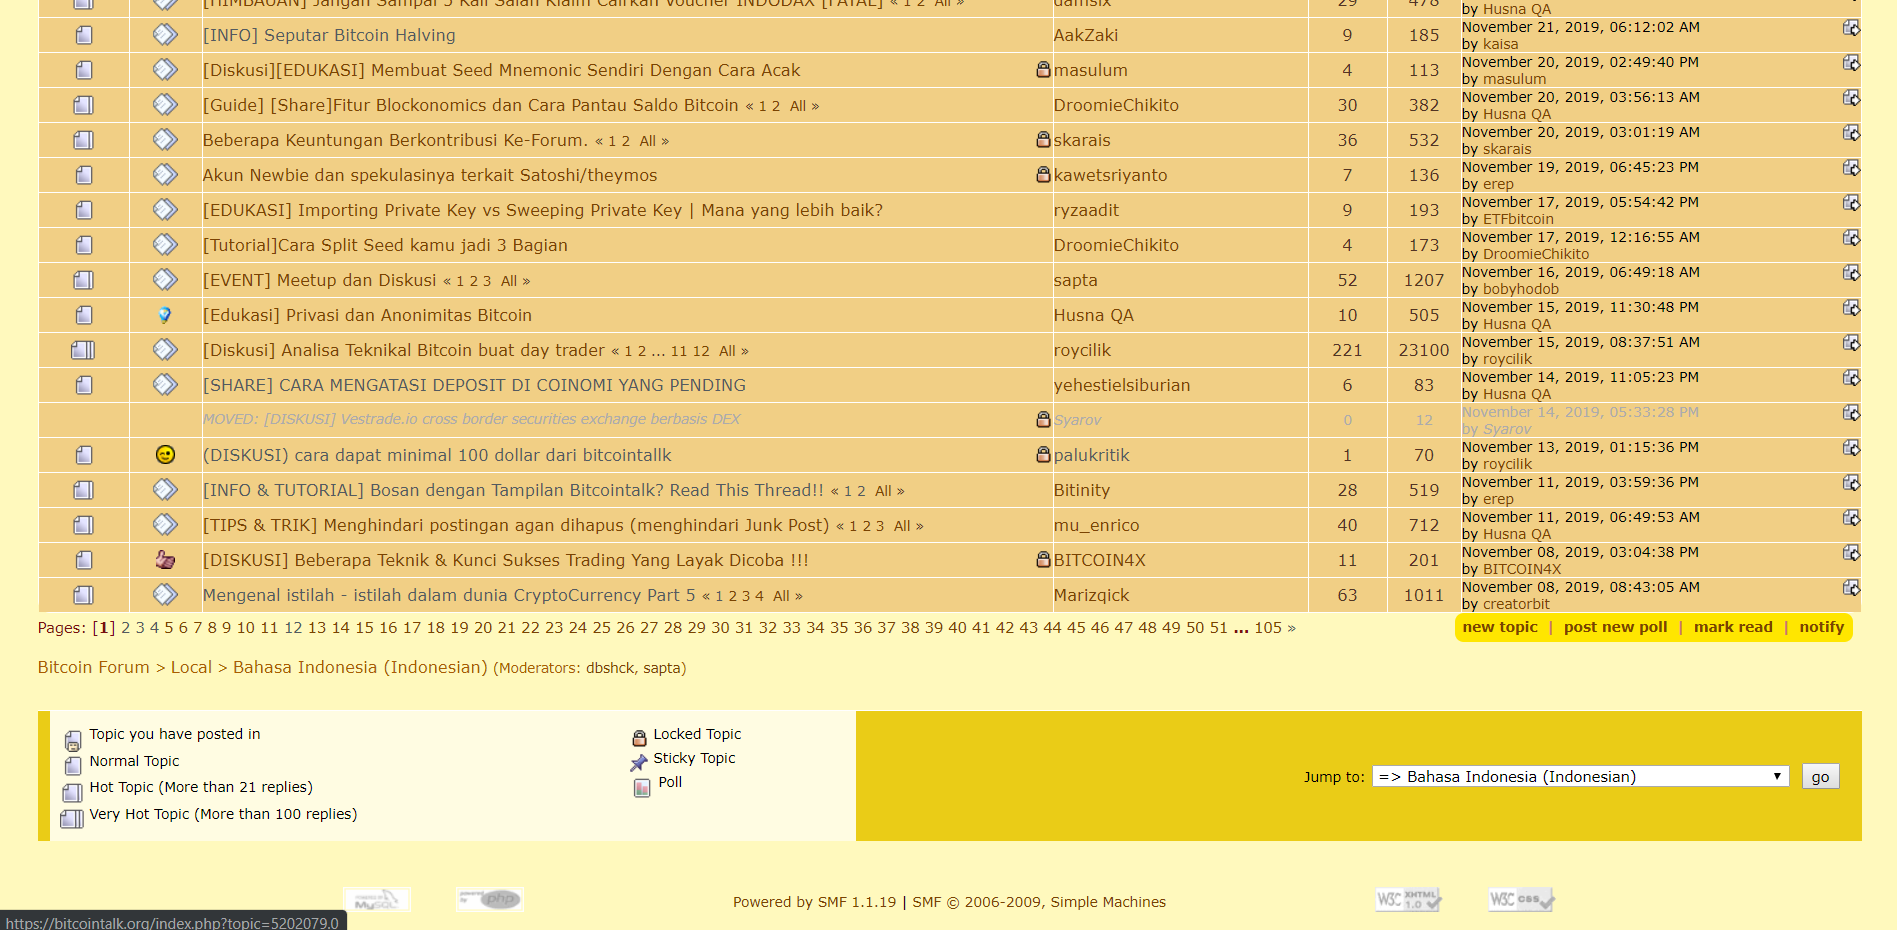 [HIMBAUAN] Jangan Sampai 5 Kali Salah Klaim Cairkan Voucher INDODAX [FATAL] « 1 2 All » damsix 29 478
by Husna QA
[INFO] Seputar Bitcoin Halving AakZaki 9 185 November 21, 2019, 06:12:02 AM
by kaisa
[Diskusi][EDUKASI] Membuat Seed Mnemonic Sendiri Dengan Cara Acak masulum 4 113 November 20, 2019, 02:49:40 PM
by masulum
[Guide] [Share]Fitur Blockonomics dan Cara Pantau Saldo Bitcoin « 1 2 All » DroomieChikito 30 382 November 20, 2019, 03:56:13 AM
by Husna QA
Beberapa Keuntungan Berkontribusi Ke-Forum. « 1 2 All » skarais 36 532 November 20, 2019, 03:01:19 AM
by skarais
Akun Newbie dan spekulasinya terkait Satoshi/theymos kawetsriyanto 7 136 November 19, 2019, 06:45:23 PM
by erep
[EDUKASI] Importing Private Key vs Sweeping Private Key | Mana yang lebih baik? ryzaadit 9 193 November 17, 2019, 05:54:42 PM
by ETFbitcoin
[Tutorial]Cara Split Seed kamu jadi 3 Bagian DroomieChikito 4 173 November 17, 2019, 12:16:55 AM
by DroomieChikito
[EVENT] Meetup dan Diskusi « 1 2 3 All » sapta 52 1207 November 16, 2019, 06:49:18 AM
by bobyhodob
[Edukasi] Privasi dan Anonimitas Bitcoin Husna QA 10 505 November 15, 2019, 11:30:48 PM
by Husna QA
[Diskusi] Analisa Teknikal Bitcoin buat day trader « 1 2 ... 11 12 All » roycilik 221 23100 November 15, 2019, 08:37:51 AM
by roycilik
[SHARE] CARA MENGATASI DEPOSIT DI COINOMI YANG PENDING yehestielsiburian 6 83 November 14, 2019, 11:05:23 PM
by Husna QA
MOVED: [DISKUSI] Vestrade.io cross border securities exchange berbasis DEX Syarov 0 12 November 14, 2019, 05:33:28 PM
by Syarov
(DISKUSI) cara dapat minimal 100 dollar dari bitcointallk palukritik 1 70 November 13, 2019, 01:15:36 PM
by roycilik
[INFO & TUTORIAL] Bosan dengan Tampilan Bitcointalk? Read This Thread!! « 1 2 All » Bitinity 28 519 November 11, 2019, 03:59:36 PM
by erep
[TIPS & TRIK] Menghindari postingan agan dihapus (menghindari Junk Post) « 1 2 3 All » mu_enrico 40 712 November 11, 2019, 06:49:53 AM
by Husna QA
[DISKUSI] Beberapa Teknik & Kunci Sukses Trading Yang Layak Dicoba !!! BITCOIN4X 11 201 November 08, 2019, 03:04:38 PM
by BITCOIN4X
Mengenal istilah - istilah dalam dunia CryptoCurrency Part 5 « 1 2 3 4 All » Marizqick 63 1011 November 08, 2019, 08:43:05 AM
by creatorbit
Pages: [1] 2 3 4 5 6 7 8 9 10 11 12 13 14 15 16 17 18 19 20 21 22 23 24 25 26 27 28 29 30 31 32 33 34 35 36 37 38 39 40 41 42 43 44 45 46 47 48 49 50 51 ... 105 » new topic | post new poll | mark read | notify
Bitcoin Forum > Local > Bahasa Indonesia (Indonesian) (Moderators: dbshck, sapta)
Topic you have posted in Locked Topic
Normal Topic Sticky Topic
Hot Topic (More than 21 replies) Poll
Very Hot Topic (More than 100 replies)
Jump to: => Bahasa Indonesia (Indonesian) go
POWERED BY MySQL powered by php Powered by SMF 1.1.19 | SMF © 2006-2009, Simple Machines W3C XHTML 1.0 W3C css
https://bitcointalk.org/index.php?topic=5202079.0